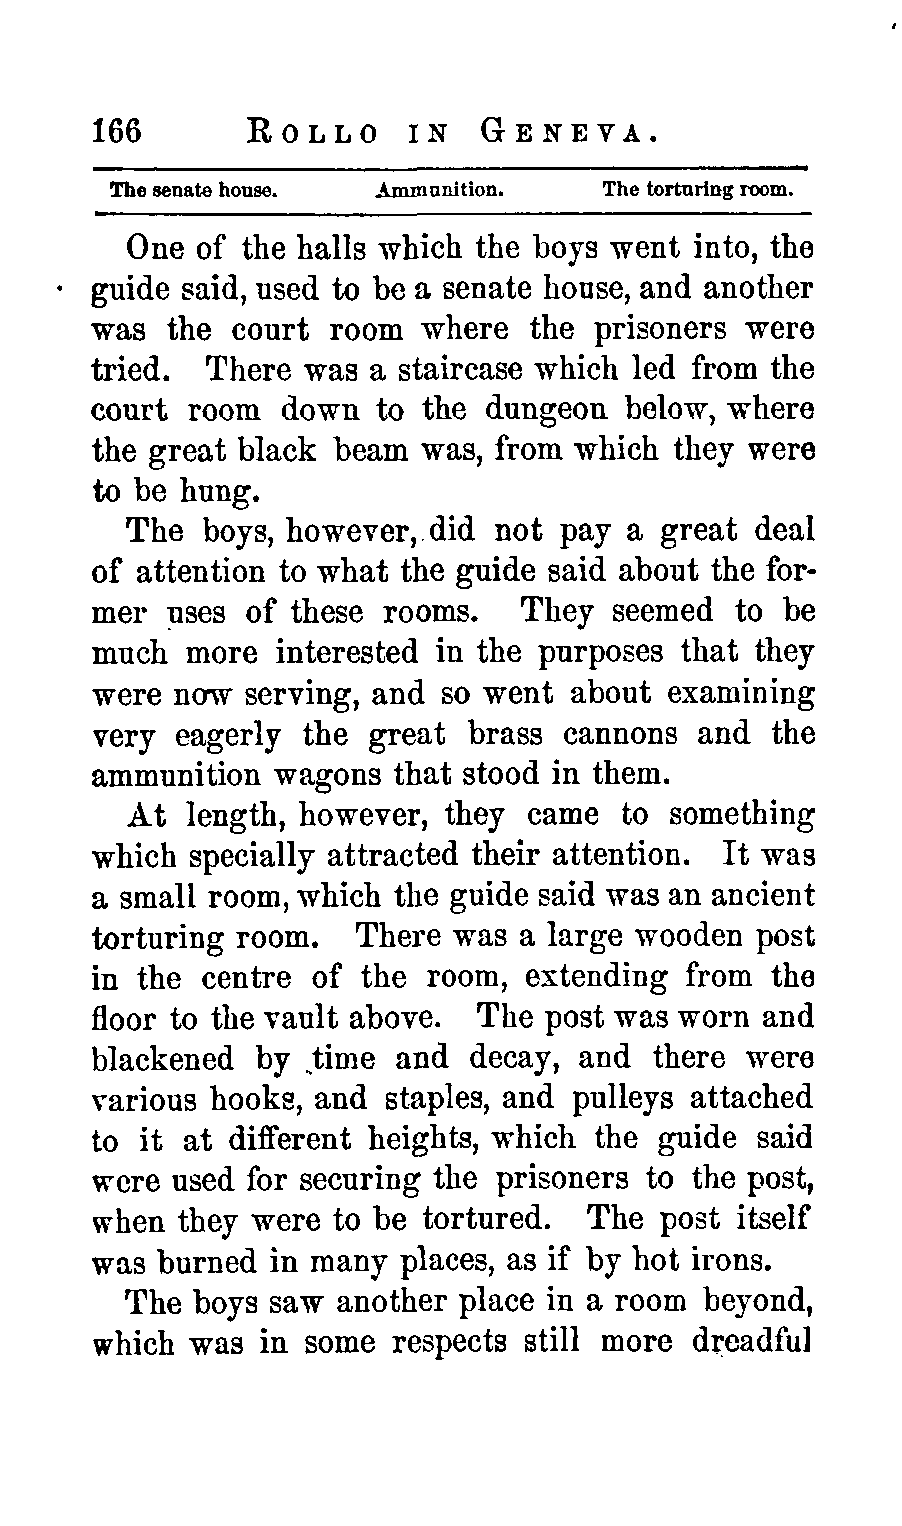 166 ROLLO IN GENEVA.
The senate house. Ammunition. The torturing room.
One of the halls which the boys went into, the
guide said, used to be a senate house, and another
was the court room where the prisoners were
tried. There was a staircase which led from the
court room down to the dungeon below, where
the great black beam was, from which they were
to be hung.
The boys, however, did not pay a great deal
of attention to what the guide said about the for-
mer uses of these rooms. They seemed to be
much more interested in the purposes that they
were now serving, and so went about examining
very eagerly the great brass cannons and the
ammunition wagons that stood in them.
At length, however, they came to something
which specially attracted their attention. It was
a small room, which the guide said was an ancient
torturing room. There was a large wooden post
in the centre of the room, extending from the
floor to the vault above. The post was worn and
blackened by time and decay, and there were
various hooks, and staples, and pulleys attached
to it at different heights, which the guide said
were used for securing the prisoners to the post,
when they were to be tortured. The post itself
was burned in many places, as if by hot irons.
The boys saw another place in a room beyond,
which was in some respects still more dreadful